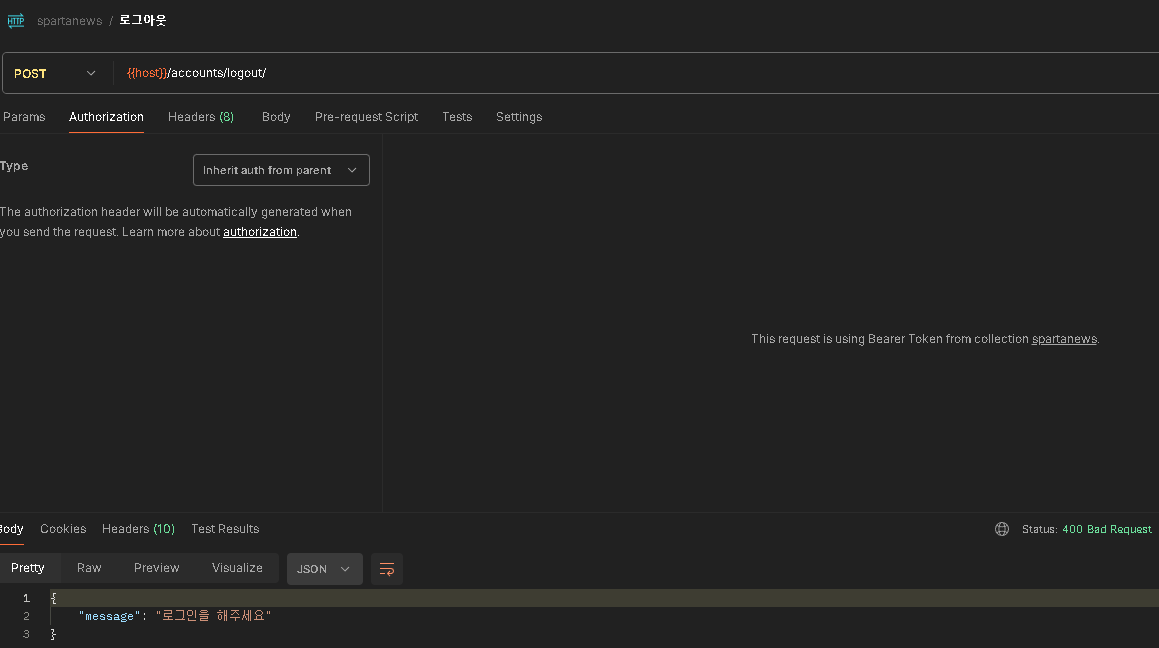 HTTP spartanews / 로그아웃
POST {{host}}/accounts/logout/
Params Authorization Headers (8) Body Pre-request Script Tests Settings
Type Inherit auth from parent
The authorization header will be automatically generated when
you send the request. Learn more about authorization.
This request is using Bearer Token from collection spartanews.
Body Cookies Headers (10) Test Results Status: 400 Bad Request
Pretty Raw Preview Visualize JSON
1 {
2 "message": "로그인을 해주세요"
3 }